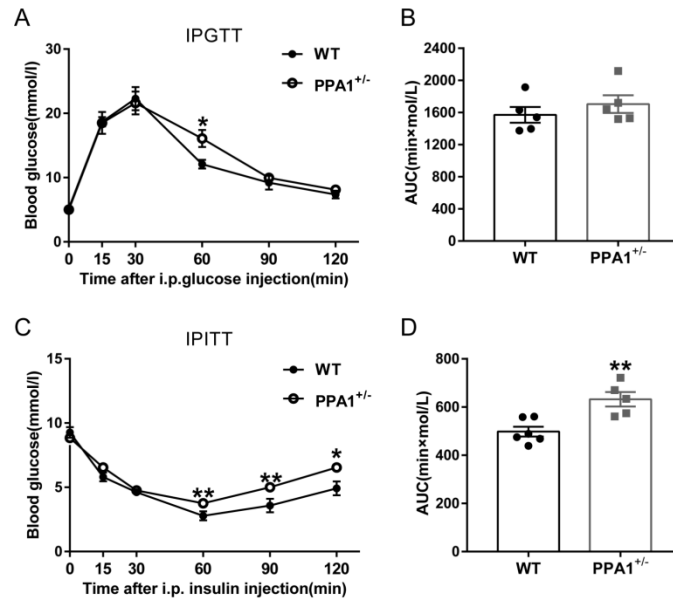 A
IPGTT
WT
PPA1+/-
*
Blood glucose(mmol/l)
30
20
10
0
0 15 30 60 90 120
Time after i.p.glucose injection(min)
B
AUC(min×mol/L)
2400
2000
1600
1200
800
400
0
WT PPA1+/-
C
IPITT
WT
PPA1+/-
** ** *
Blood glucose(mmol/l)
15
10
5
0
0 15 30 60 90 120
Time after i.p. insulin injection(min)
D
**
AUC(min×mol/L)
800
600
400
200
0
WT PPA1+/-